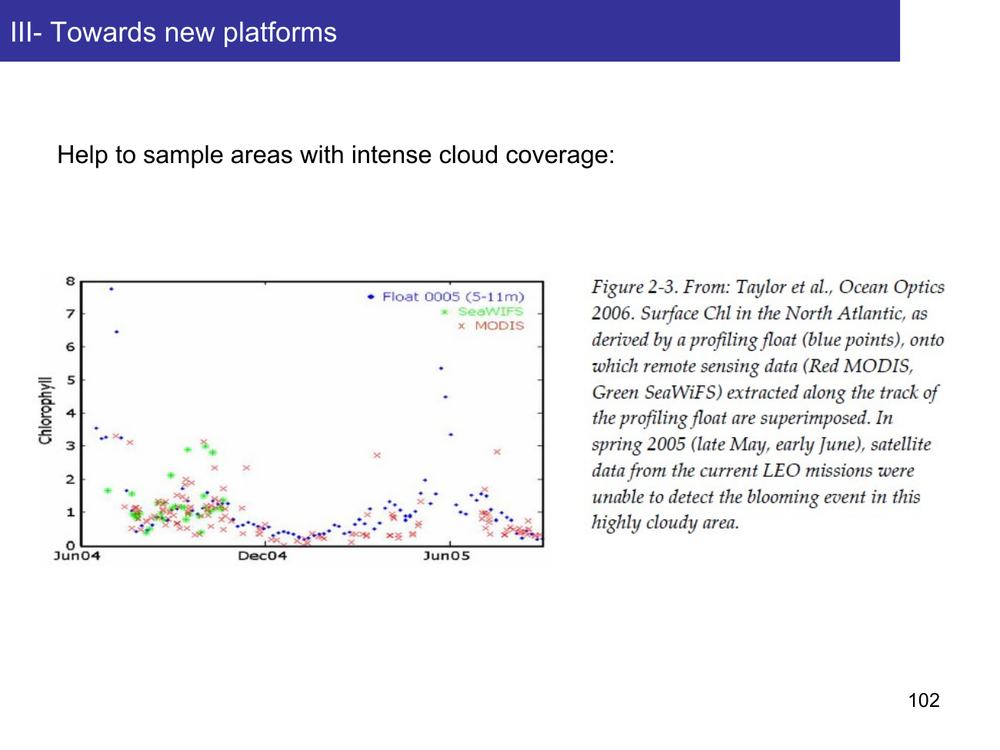 III- Towards new platforms
Help to sample areas with intense cloud coverage:
8
7
6
5
4
3
2
1
0
Chlorophyll
Float 0005 (5-11m)
SeaWIFS
MODIS
Jun04
Dec04
Jun05
Figure 2-3. From: Taylor et al., Ocean Optics
2006. Surface Chl in the North Atlantic, as
derived by a profiling float (blue points), onto
which remote sensing data (Red MODIS,
Green SeaWiFS) extracted along the track of
the profiling float are superimposed. In
spring 2005 (late May, early June), satellite
data from the current LEO missions were
unable to detect the blooming event in this
highly cloudy area.
102